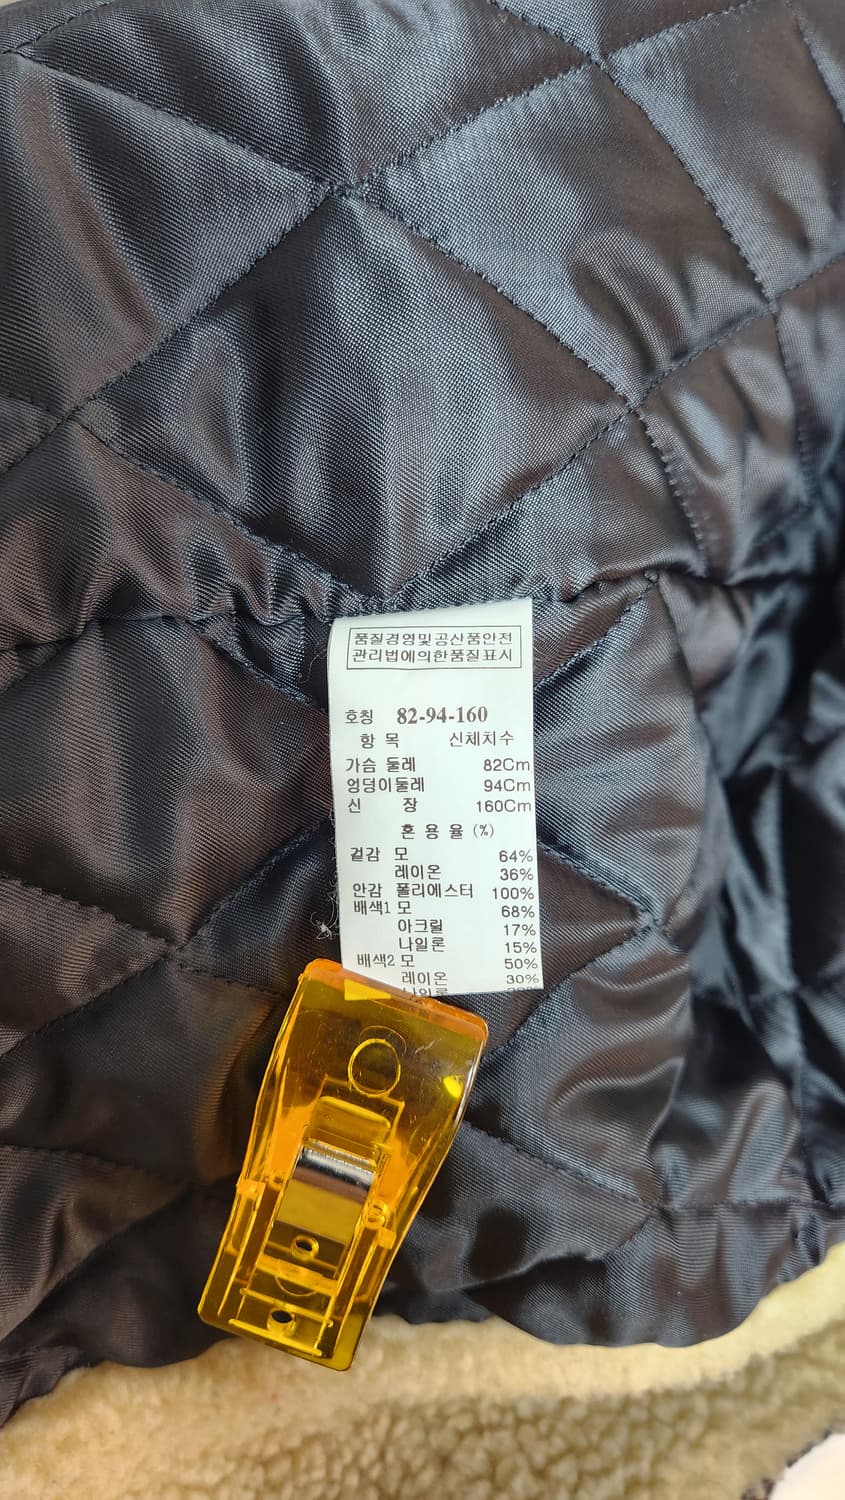 품질경영및공산품안전
관리법에의한품질표시
호칭 82-94-160
항 목 신체치수
가슴 둘레 82Cm
엉덩이둘레 94Cm
신 장 160Cm
혼 용 율 (%)
겉감 모 64%
레이온 36%
안감 폴리에스터 100%
배색1 모 68%
아크릴 17%
나일론 15%
배색2 모 50%
레이온 30%
나일론